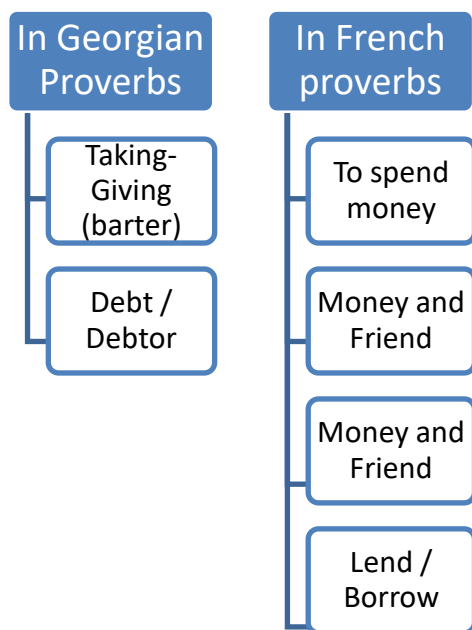 In Georgian
Proverbs
Taking-
Giving
(barter)
Debt /
Debtor
In French
proverbs
To spend
money
Money and
Friend
Money and
Friend
Lend /
Borrow